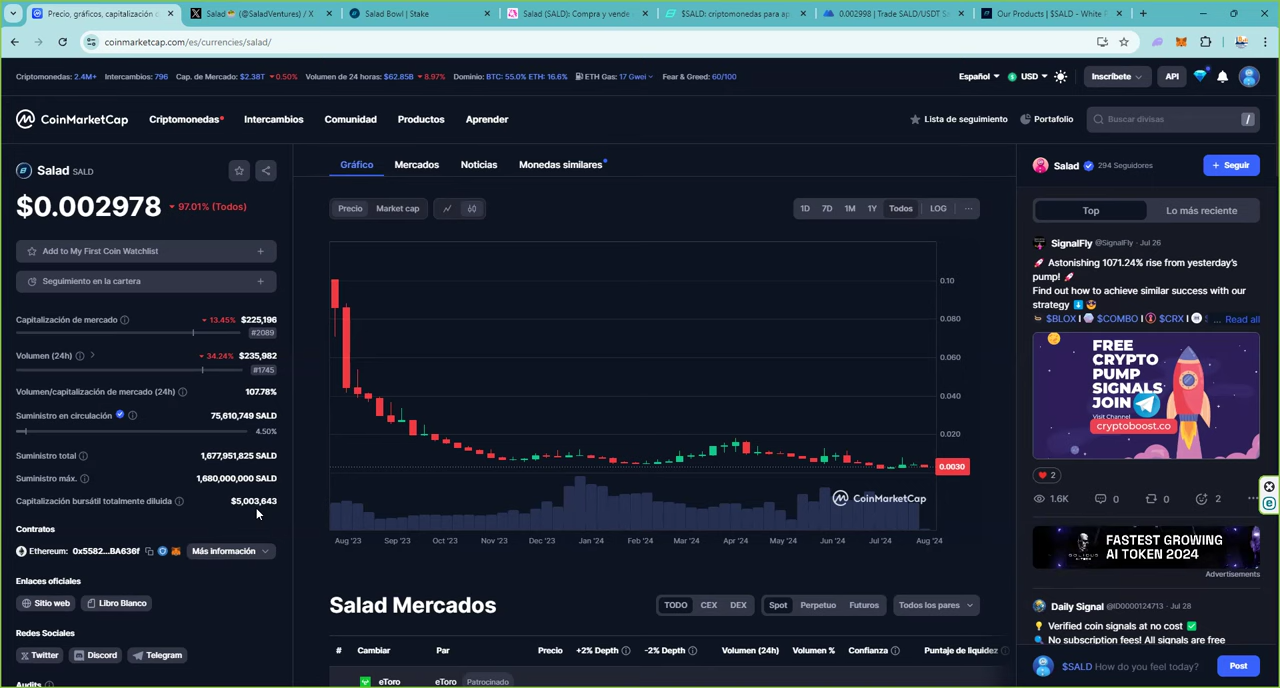 Precio, gráficos, capitalización
Salad (@SaladVentures) / X
Salad Bowl | Stake
Salad (SALD): Compra y vende
$SALD: criptomonedas para
0.002998 | Trade SALD/USDT
Our Products | $SALD - White
coinmarketcap.com/es/currencies/salad/
Criptomonedas: 2.4M+ Intercambios: 796 Cap. de Mercado: $2.38T 0.50% Volumen de 24 horas: $62.85B 8.97% Dominio: BTC: 55.0% ETH: 16.6% ETH Gas: 17 Gwei Fear & Greed: 60/100
Español USD Inscríbete API
CoinMarketCap Criptomonedas Intercambios Comunidad Productos Aprender
Lista de seguimiento Portafolio Buscar divisas /
Salad SALD
$0.002978 97.01% (Todos)
Add to My First Coin Watchlist +
Seguimiento en la cartera +
Capitalización de mercado 13.45% $225,196
#2089
Volumen (24h) 34.24% $235,982
#1745
Volumen/capitalización de mercado (24h) 107.78%
Suministro en circulación 75,610,749 SALD
4.50%
Suministro total 1,677,951,825 SALD
Suministro máx. 1,680,000,000 SALD
Capitalización bursátil totalmente diluida $5,003,643
Contratos
Ethereum: 0x5582...BA636f Más información
Enlaces oficiales
Sitio web Libro Blanco
Redes Sociales
Twitter Discord Telegram
Audits
Gráfico Mercados Noticias Monedas similares
Precio Market cap
1D 7D 1M 1Y Todos LOG ...
0.10
0.080
0.060
0.040
0.020
0.0030
CoinMarketCap
Aug '23 Sep '23 Oct '23 Nov '23 Dec '23 Jan '24 Feb '24 Mar '24 Apr '24 May '24 Jun '24 Jul '24 Aug '24
Salad Mercados
TODO CEX DEX Spot Perpetuo Futuros Todos los pares
# Cambiar Par Precio +2% Depth -2% Depth Volumen (24h) Volumen % Confianza Puntaje de liquidez
eToro eToro Patrocinado
Salad 294 Seguidores + Seguir
Top Lo más reciente
SignalFly @SignalFly · Jul 26
Astonishing 1071.24% rise from yesterday's
pump!
Find out how to achieve similar success with our
strategy
$BLOX | $COMBO | $CRX | ... Read all
FREE
CRYPTO
PUMP
SIGNALS
JOIN
Visit Channel
cryptoboost.co
2
1.6K 0 0 2 ...
FASTEST GROWING
AI TOKEN 2024
Advertisements
Daily Signal @ID0000124713 · Jul 28
Verified coin signals at no cost
No subscription fees! All signals are free
$SALD How do you feel today? Post